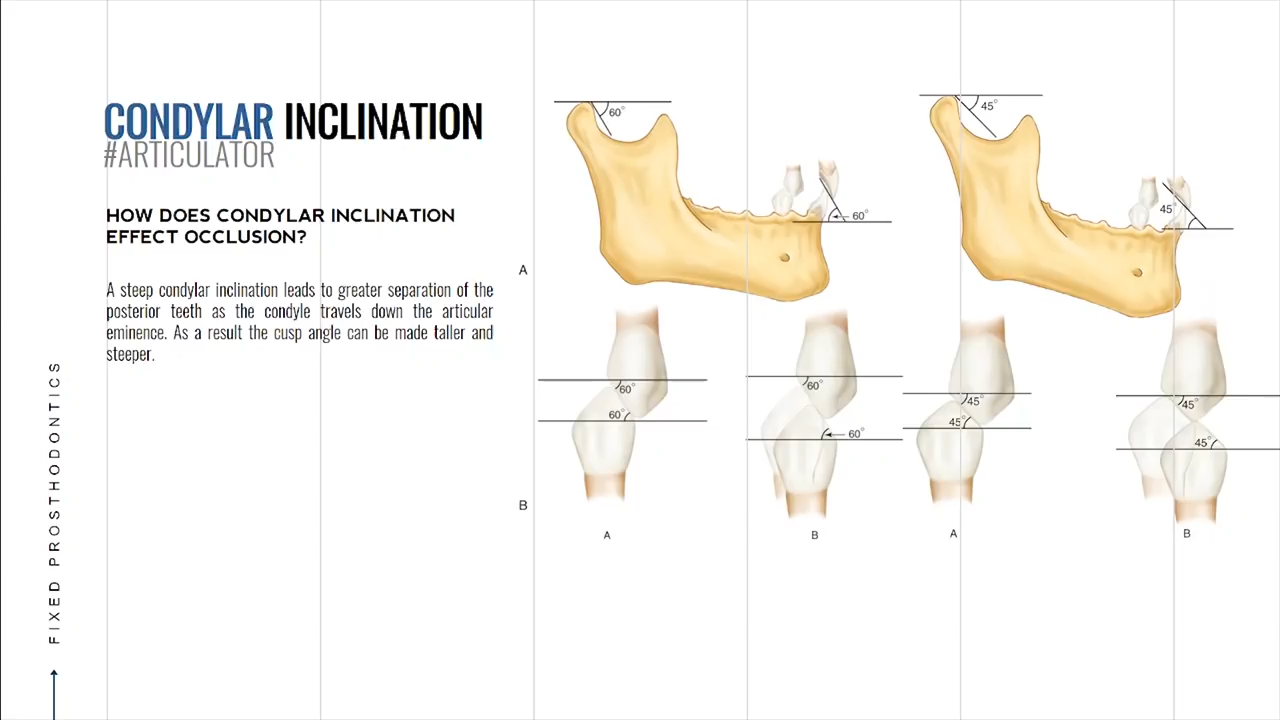 CONDYLAR INCLINATION
#ARTICULATOR
HOW DOES CONDYLAR INCLINATION
EFFECT OCCLUSION?
A steep condylar inclination leads to greater separation of the
posterior teeth as the condyle travels down the articular
eminence. As a result the cusp angle can be made taller and
steeper.
FIXED PROSTHODONTICS
A
60°
60°
45°
45°
B
60°
60°
60°
60°
45°
45°
45°
45°
A
B
A
B